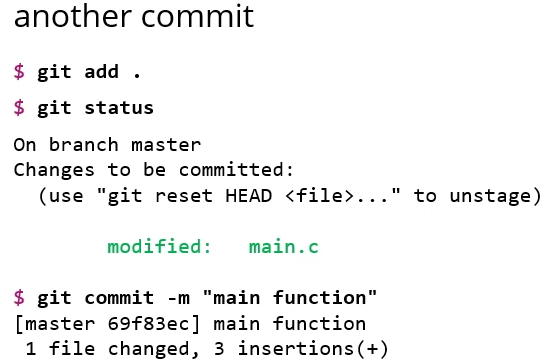 another commit
$ git add .
$ git status
On branch master
Changes to be committed:
  (use "git reset HEAD <file>..." to unstage)
        modified:   main.c
$ git commit -m "main function"
[master 69f83ec] main function
 1 file changed, 3 insertions(+)